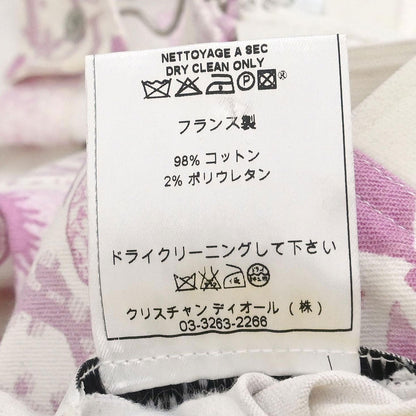 NETTOYAGE A SEC
DRY CLEAN ONLY
フランス製
98% コットン
2% ポリウレタン
ドライクリーニングして下さい
クリスチャン ディオール (株)
03-3263-2266